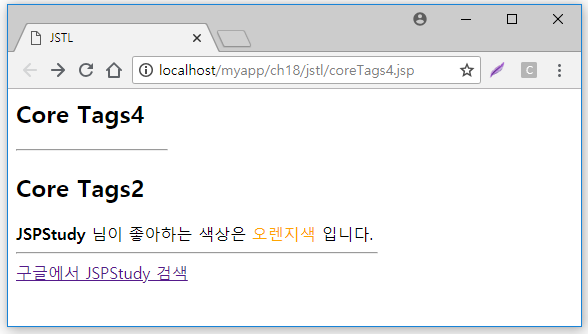 JSTL
localhost/myapp/ch18/jstl/coreTags4.jsp
C
Core Tags4
Core Tags2
JSPStudy 님이 좋아하는 색상은 오렌지색 입니다.
구글에서 JSPStudy 검색